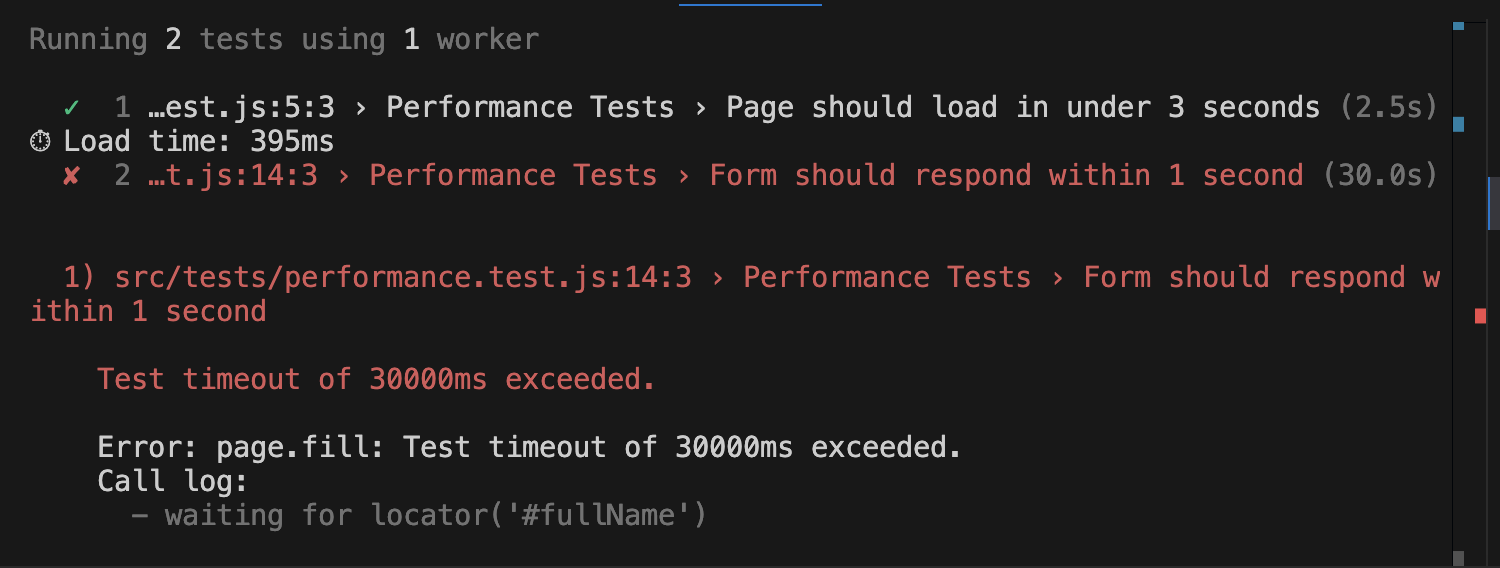 Running 2 tests using 1 worker
✓ 1 …est.js:5:3 › Performance Tests › Page should load in under 3 seconds (2.5s)
⏱ Load time: 395ms
✘ 2 …t.js:14:3 › Performance Tests › Form should respond within 1 second (30.0s)
1) src/tests/performance.test.js:14:3 › Performance Tests › Form should respond w
ithin 1 second
Test timeout of 30000ms exceeded.
Error: page.fill: Test timeout of 30000ms exceeded.
Call log:
– waiting for locator('#fullName')